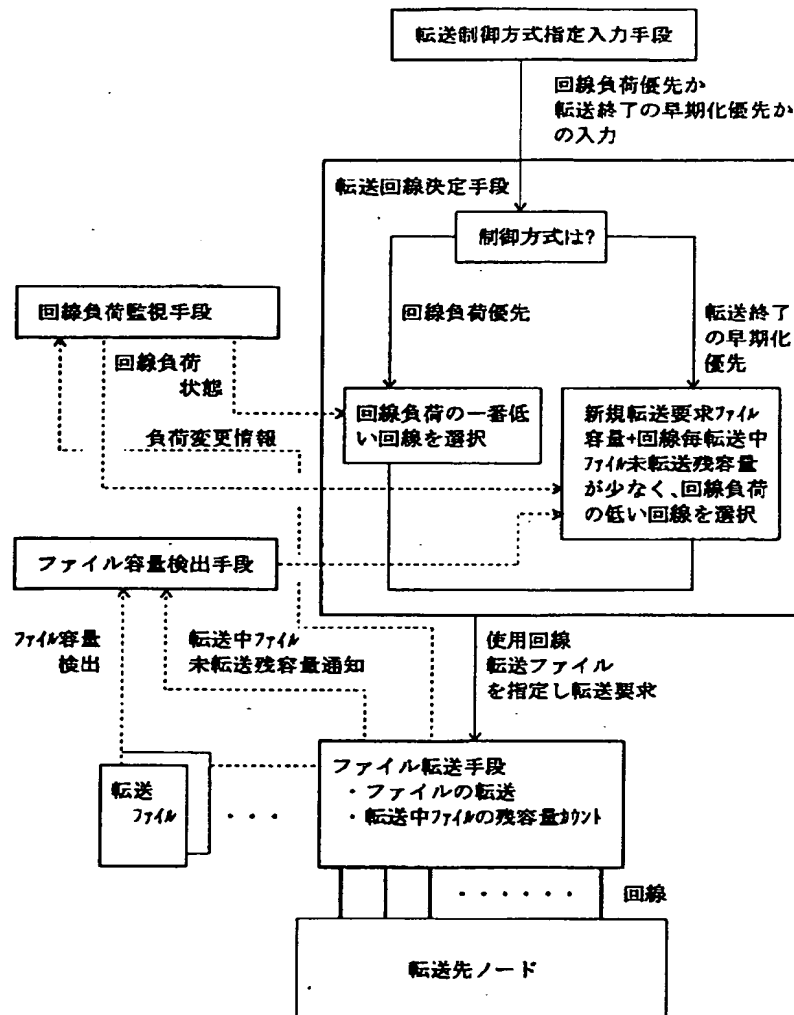 転送制御方式指定入力手段
回線負荷優先か
転送終了の早期化優先か
の入力
転送回線決定手段
制御方式は?
回線負荷監視手段
回線負荷
状態
回線負荷優先
転送終了
の早期化
優先
負荷変更情報
回線負荷の一番低
い回線を選択
新規転送要求ファイル
容量+回線毎転送中
ファイル未転送残容量
が少なく、回線負荷
の低い回線を選択
ファイル容量検出手段
ファイル容量
検出
転送中ファイル
未転送残容量通知
使用回線
転送ファイル
を指定し転送要求
転送
ファイル
・・・
ファイル転送手段
・ファイルの転送
・転送中ファイルの残容量カウント
・・・・・・
回線
転送先ノード